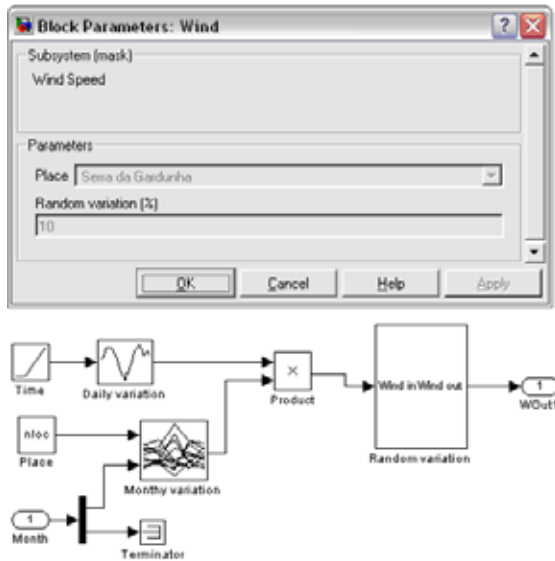 Block Parameters: Wind
Subsystem (mask)
Wind Speed
Parameters
Place Serra da Gardunha
Random variation (%)
10
OK Cancel Help Apply
Time
Daily variation
×
Product
Wind in Wind out
Random variation
1
WOut1
nloc
Place
Monthy variation
1
Month
Terminator